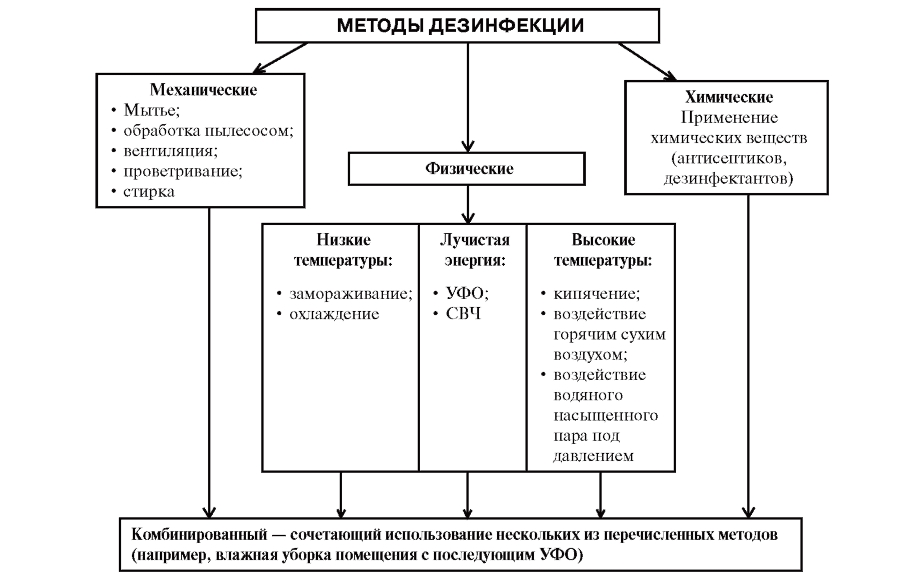 МЕТОДЫ ДЕЗИНФЕКЦИИ
Механические
• Мытье;
• обработка пылесосом;
• вентиляция;
• проветривание;
• стирка
Физические
Химические
Применение
химических веществ
(антисептиков,
дезинфектантов)
Низкие
температуры:
• замораживание;
• охлаждение
Лучистая
энергия:
• УФО;
• СВЧ
Высокие
температуры:
• кипячение;
• воздействие
горячим сухим
воздухом;
• воздействие
водяного
насыщенного
пара под
давлением
Комбинированный — сочетающий использование нескольких из перечисленных методов
(например, влажная уборка помещения с последующим УФО)